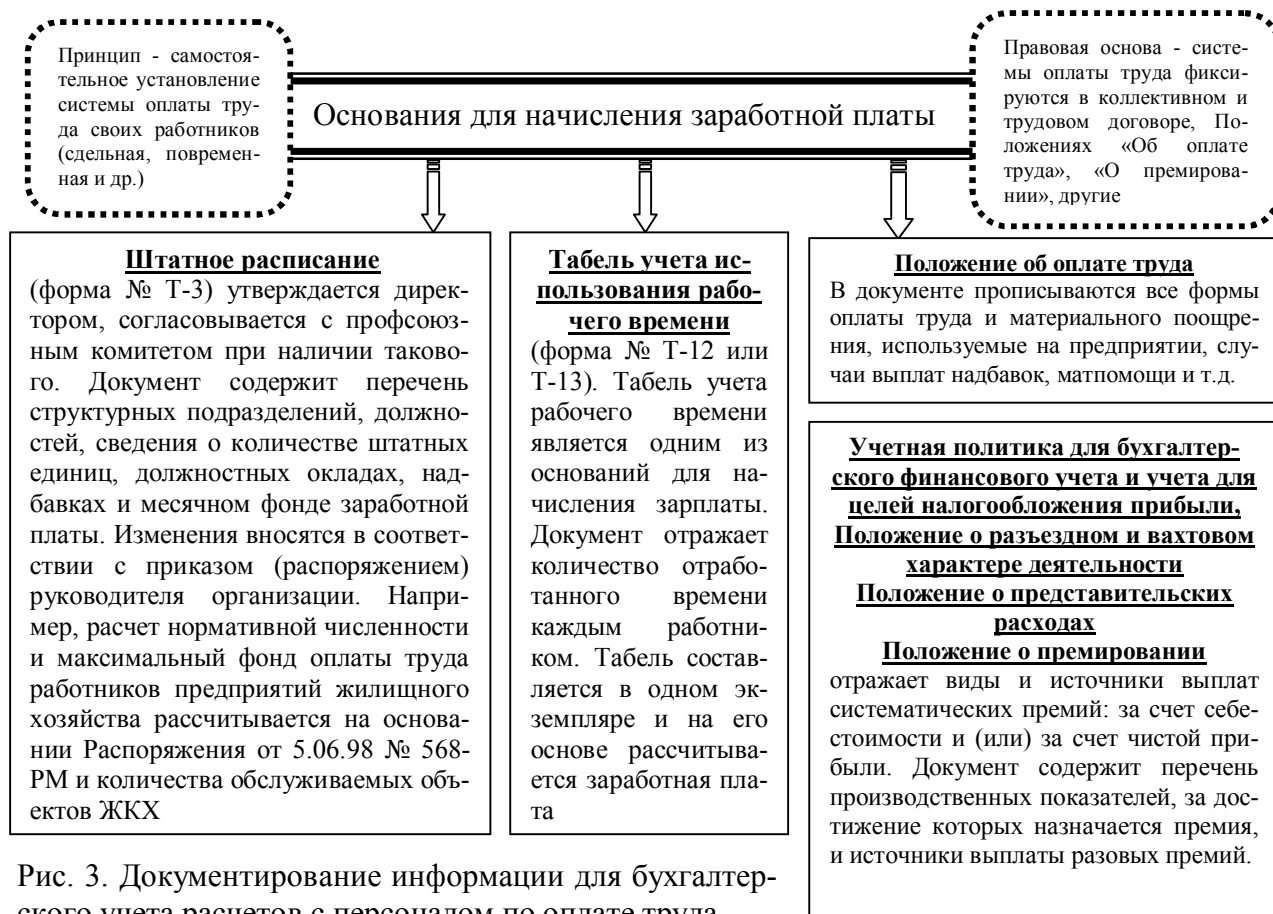 Принцип - самостоя-
тельное установление
системы оплаты тру-
да своих работников
(сдельная, повремен-
ная и др.)
Основания для начисления заработной платы
Правовая основа - систе-
мы оплаты труда фикси-
руются в коллективном и
трудовом договоре, По-
ложениях «Об оплате
труда», «О премирова-
нии», другие
Штатное расписание
(форма № Т-3) утверждается дирек-
тором, согласовывается с профсоюз-
ным комитетом при наличии таково-
го. Документ содержит перечень
структурных подразделений, должно-
стей, сведения о количестве штатных
единиц, должностных окладах, над-
бавках и месячном фонде заработной
платы. Изменения вносятся в соответ-
ствии с приказом (распоряжением)
руководителя организации. Напри-
мер, расчет нормативной численности
и максимальный фонд оплаты труда
работников предприятий жилищного
хозяйства рассчитывается на основа-
нии Распоряжения от 5.06.98 № 568-
РМ и количества обслуживаемых объ-
ектов ЖКХ
Табель учета ис-
пользования рабо-
чего времени
(форма № Т-12 или
Т-13). Табель учета
рабочего времени
является одним из
оснований для на-
числения зарплаты.
Документ отражает
количество отрабо-
танного времени
каждым работни-
ком. Табель состав-
ляется в одном эк-
земпляре и на его
основе рассчитыва-
ется заработная пла-
та
Положение об оплате труда
В документе прописываются все формы
оплаты труда и материального поощре-
ния, используемые на предприятии, слу-
чаи выплат надбавок, матпомощи и т.д.
Учетная политика для бухгалтер-
ского финансового учета и учета для
целей налогообложения прибыли,
Положение о разъездном и вахтовом
характере деятельности
Положение о представительских
расходах
Положение о премировании
отражает виды и источники выплат
систематических премий: за счет себе-
стоимости и (или) за счет чистой при-
были. Документ содержит перечень
производственных показателей, за дос-
тижение которых назначается премия,
и источники выплаты разовых премий.
Рис. 3. Документирование информации для бухгалтер-
ского учета расчетов с персоналом по оплате труда